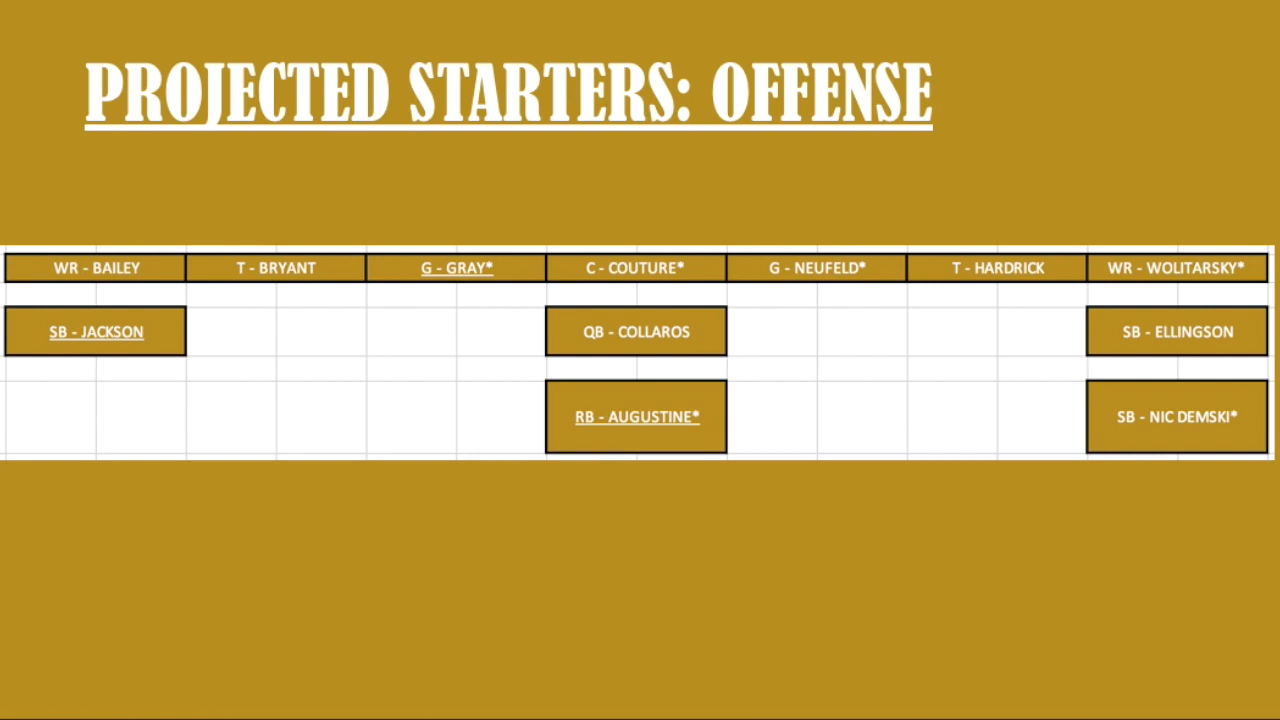 PROJECTED STARTERS: OFFENSE
WR - BAILEY
T - BRYANT
G - GRAY*
C - COUTURE*
G - NEUFELD*
T - HARDRICK
WR - WOLITARSKY*
SB - JACKSON
QB - COLLAROS
SB - ELLINGSON
RB - AUGUSTINE*
SB - NIC DEMSKI*